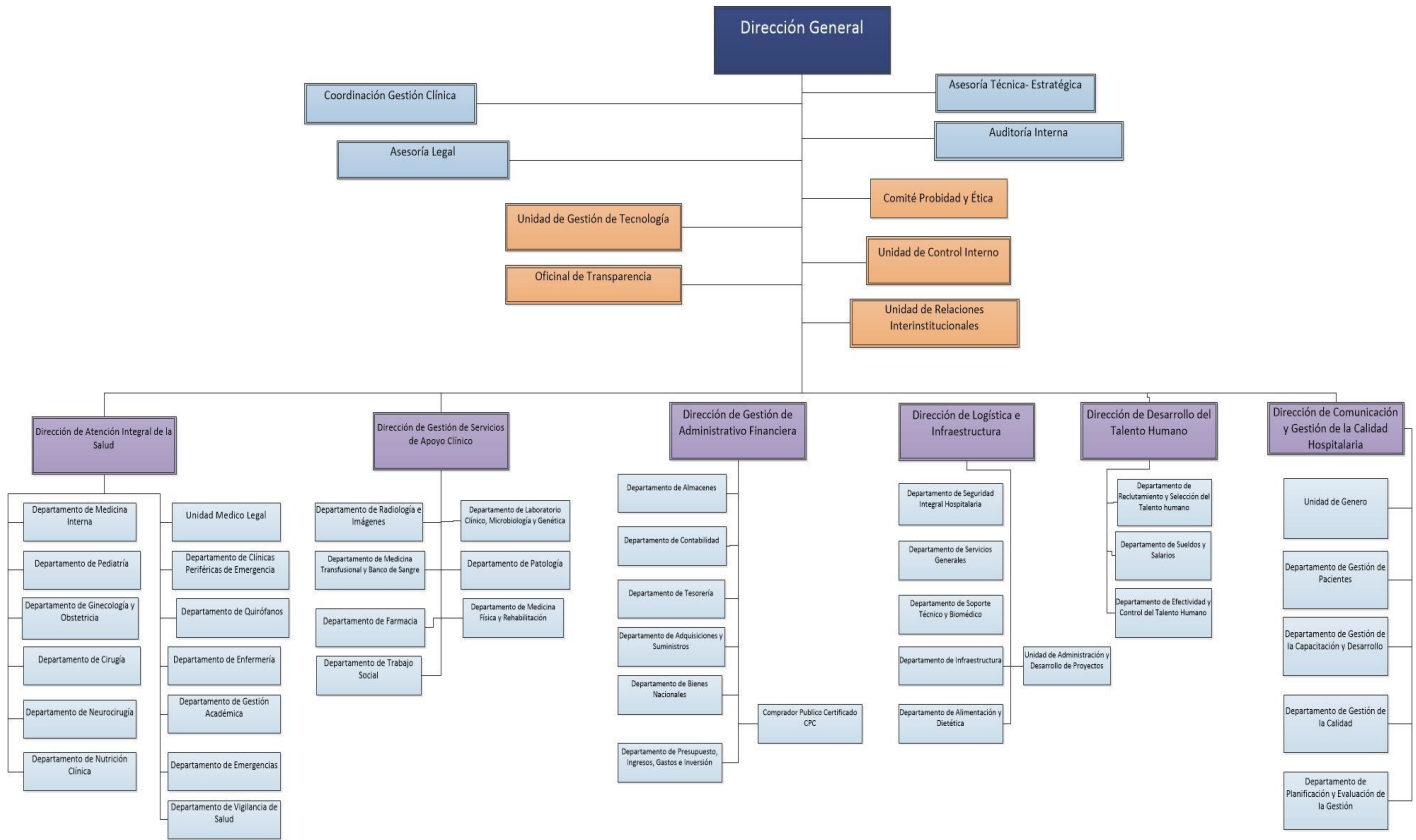 Dirección General
Coordinación Gestión Clínica
Asesoría Técnica- Estratégica
Auditoría Interna
Asesoría Legal
Comité Probidad y Ética
Unidad de Gestión de Tecnología
Unidad de Control Interno
Oficinal de Transparencia
Unidad de Relaciones
Interinstitucionales
Dirección de Atención Integral de la
Salud
Departamento de Medicina
Interna
Departamento de Pediatría
Departamento de Ginecología y
Obstetricia
Departamento de Cirugía
Departamento de Neurocirugía
Departamento de Nutrición
Clínica
Unidad Medico Legal
Departamento de Clínicas
Periféricas de Emergencia
Departamento de Quirófanos
Departamento de Enfermería
Departamento de Gestión
Académica
Departamento de Emergencias
Departamento de Vigilancia de
Salud
Dirección de Gestión de Servicios
de Apoyo Clínico
Departamento de Radiología e
Imágenes
Departamento de Medicina
Transfusional y Banco de Sangre
Departamento de Farmacia
Departamento de Trabajo
Social
Departamento de Laboratorio
Clínico, Microbiología y Genética
Departamento de Patología
Departamento de Medicina
Física y Rehabilitación
Dirección de Gestión de
Administrativo Financiera
Departamento de Almacenes
Departamento de Contabilidad
Departamento de Tesorería
Departamento de Adquisiciones y
Suministros
Departamento de Bienes
Nacionales
Comprador Publico Certificado
CPC
Departamento de Presupuesto,
Ingresos, Gastos e Inversión
Dirección de Logística e
Infraestructura
Departamento de Seguridad
Integral Hospitalaria
Departamento de Servicios
Generales
Departamento de Soporte
Técnico y Biomédico
Departamento de Infraestructura
Unidad de Administración y
Desarrollo de Proyectos
Departamento de Alimentación y
Dietética
Dirección de Desarrollo del
Talento Humano
Departamento de
Reclutamiento y Selección del
Talento humano
Departamento de Sueldos y
Salarios
Departamento de Efectividad y
Control del Talento Humano
Dirección de Comunicación
y Gestión de la Calidad
Hospitalaria
Unidad de Genero
Departamento de Gestión de
Pacientes
Departamento de Gestión de
la Capacitación y Desarrollo
Departamento de Gestión de
la Calidad
Departamento de
Planificación y Evaluación de
la Gestión